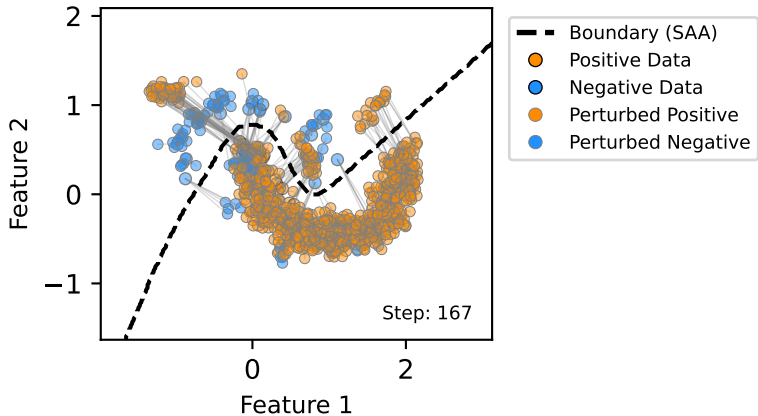 2
1
0
−1
Feature 2
0
2
Feature 1
Step: 167
Boundary (SAA)
Positive Data
Negative Data
Perturbed Positive
Perturbed Negative